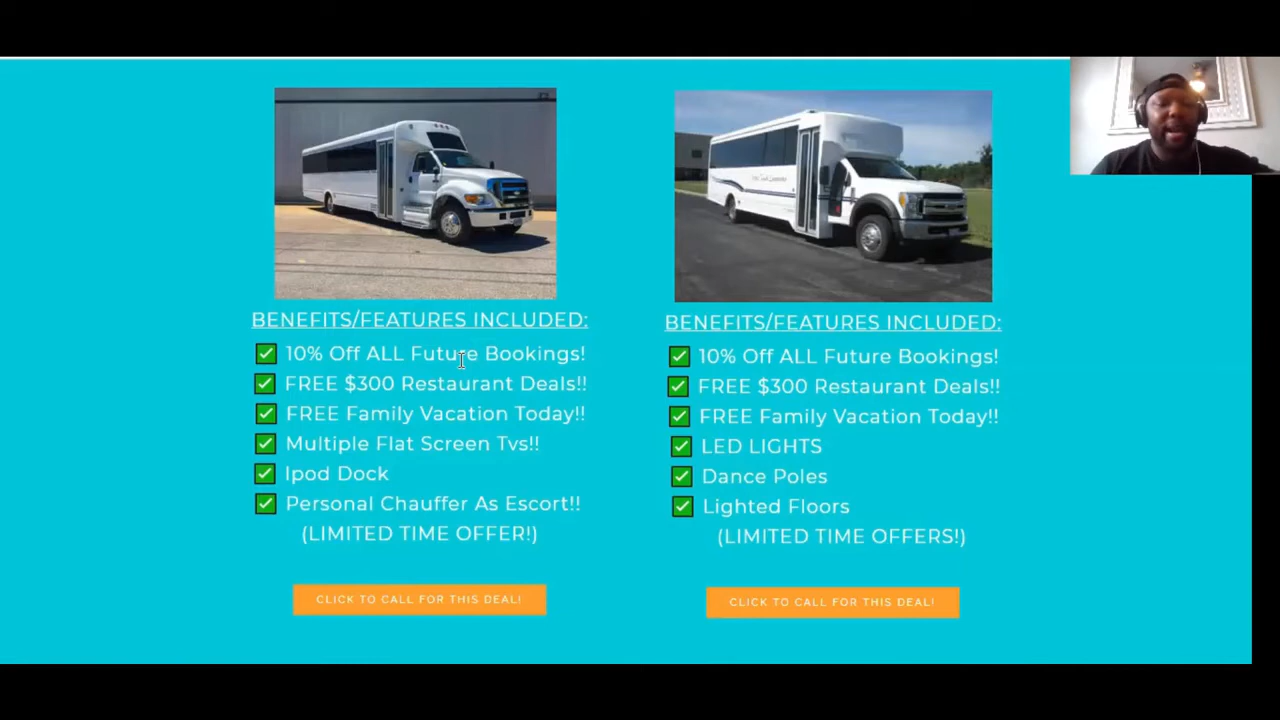 BENEFITS/FEATURES INCLUDED:
10% Off ALL Future Bookings!
FREE $300 Restaurant Deals!!
FREE Family Vacation Today!!
Multiple Flat Screen Tvs!!
Ipod Dock
Personal Chauffer As Escort!!
(LIMITED TIME OFFER!)
CLICK TO CALL FOR THIS DEAL!
BENEFITS/FEATURES INCLUDED:
10% Off ALL Future Bookings!
FREE $300 Restaurant Deals!!
FREE Family Vacation Today!!
LED LIGHTS
Dance Poles
Lighted Floors
(LIMITED TIME OFFERS!)
CLICK TO CALL FOR THIS DEAL!